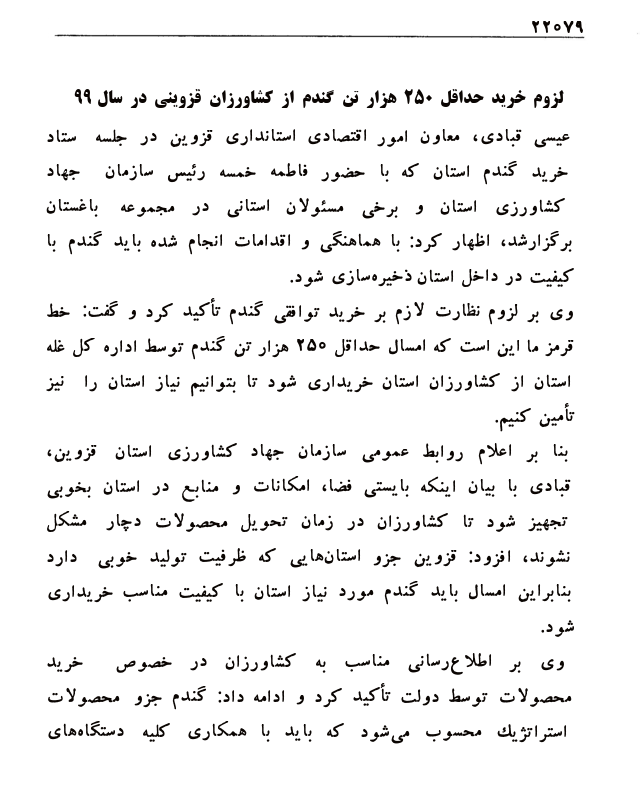 ۲۲۰۷۹
لزوم خرید حداقل ۲۵۰ هزار تن گندم از کشاورزان قزوینی در سال ۹۹
عیسی قبادی، معاون امور اقتصادی استانداری قزوین در جلسه ستاد
خرید گندم استان که با حضور فاطمه خمسه رئیس سازمان جهاد
کشاورزی استان و برخی مسئولان استانی در مجموعه باغستان
برگزارشد، اظهار کرد: با هماهنگی و اقدامات انجام شده باید گندم با
کیفیت در داخل استان ذخیره‌سازی شود.
وی بر لزوم نظارت لازم بر خرید توافقی گندم تأکید کرد و گفت: خط
قرمز ما این است که امسال حداقل ۲۵۰ هزار تن گندم توسط اداره کل غله
استان از کشاورزان استان خریداری شود تا بتوانیم نیاز استان را نیز
تأمین کنیم.
بنا بر اعلام روابط عمومی سازمان جهاد کشاورزی استان قزوین،
قبادی با بیان اینکه بایستی فضا، امکانات و منابع در استان بخوبی
تجهیز شود تا کشاورزان در زمان تحویل محصولات دچار مشکل
نشوند، افزود: قزوین جزو استان‌هایی که ظرفیت تولید خوبی دارد
بنابراین امسال باید گندم مورد نیاز استان با کیفیت مناسب خریداری
شود.
وی بر اطلاع‌رسانی مناسب به کشاورزان در خصوص خرید
محصولات توسط دولت تأکید کرد و ادامه داد: گندم جزو محصولات
استراتژیك محسوب می‌شود که باید با همکاری کلیه دستگاه‌های